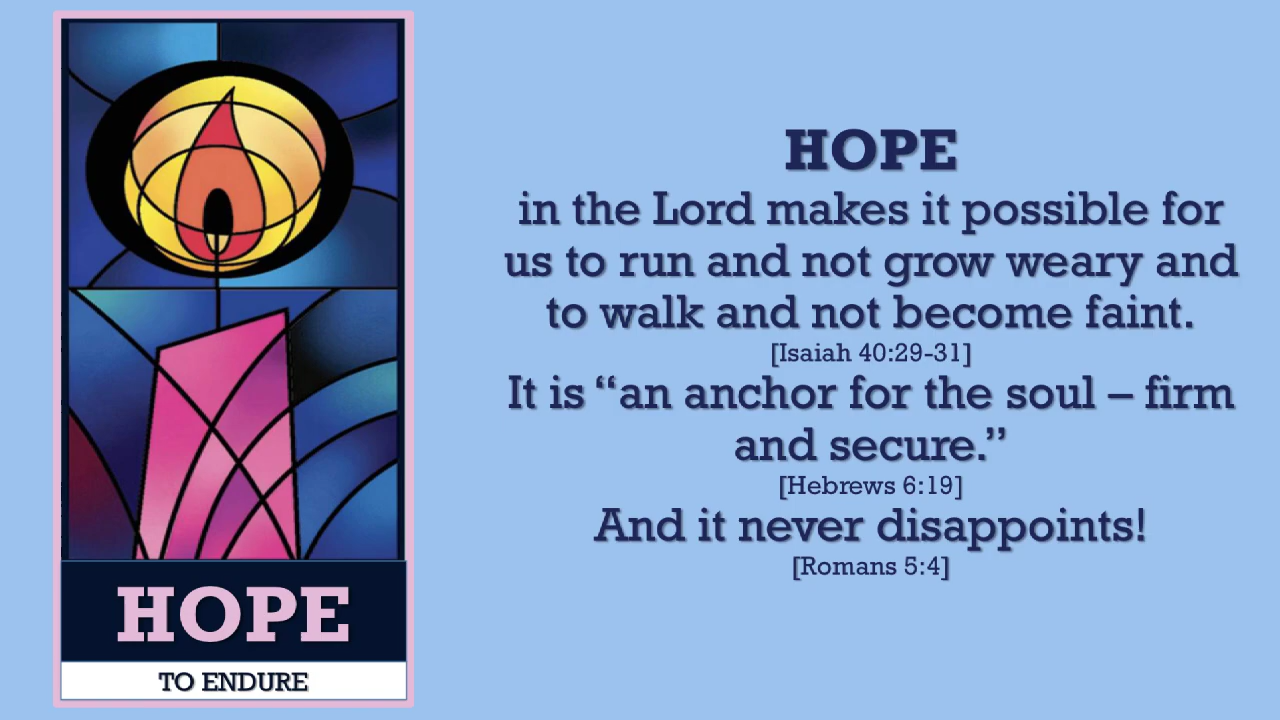 HOPE
TO ENDURE
HOPE
in the Lord makes it possible for
us to run and not grow weary and
to walk and not become faint.
[Isaiah 40:29-31]
It is “an anchor for the soul – firm
and secure.”
[Hebrews 6:19]
And it never disappoints!
[Romans 5:4]